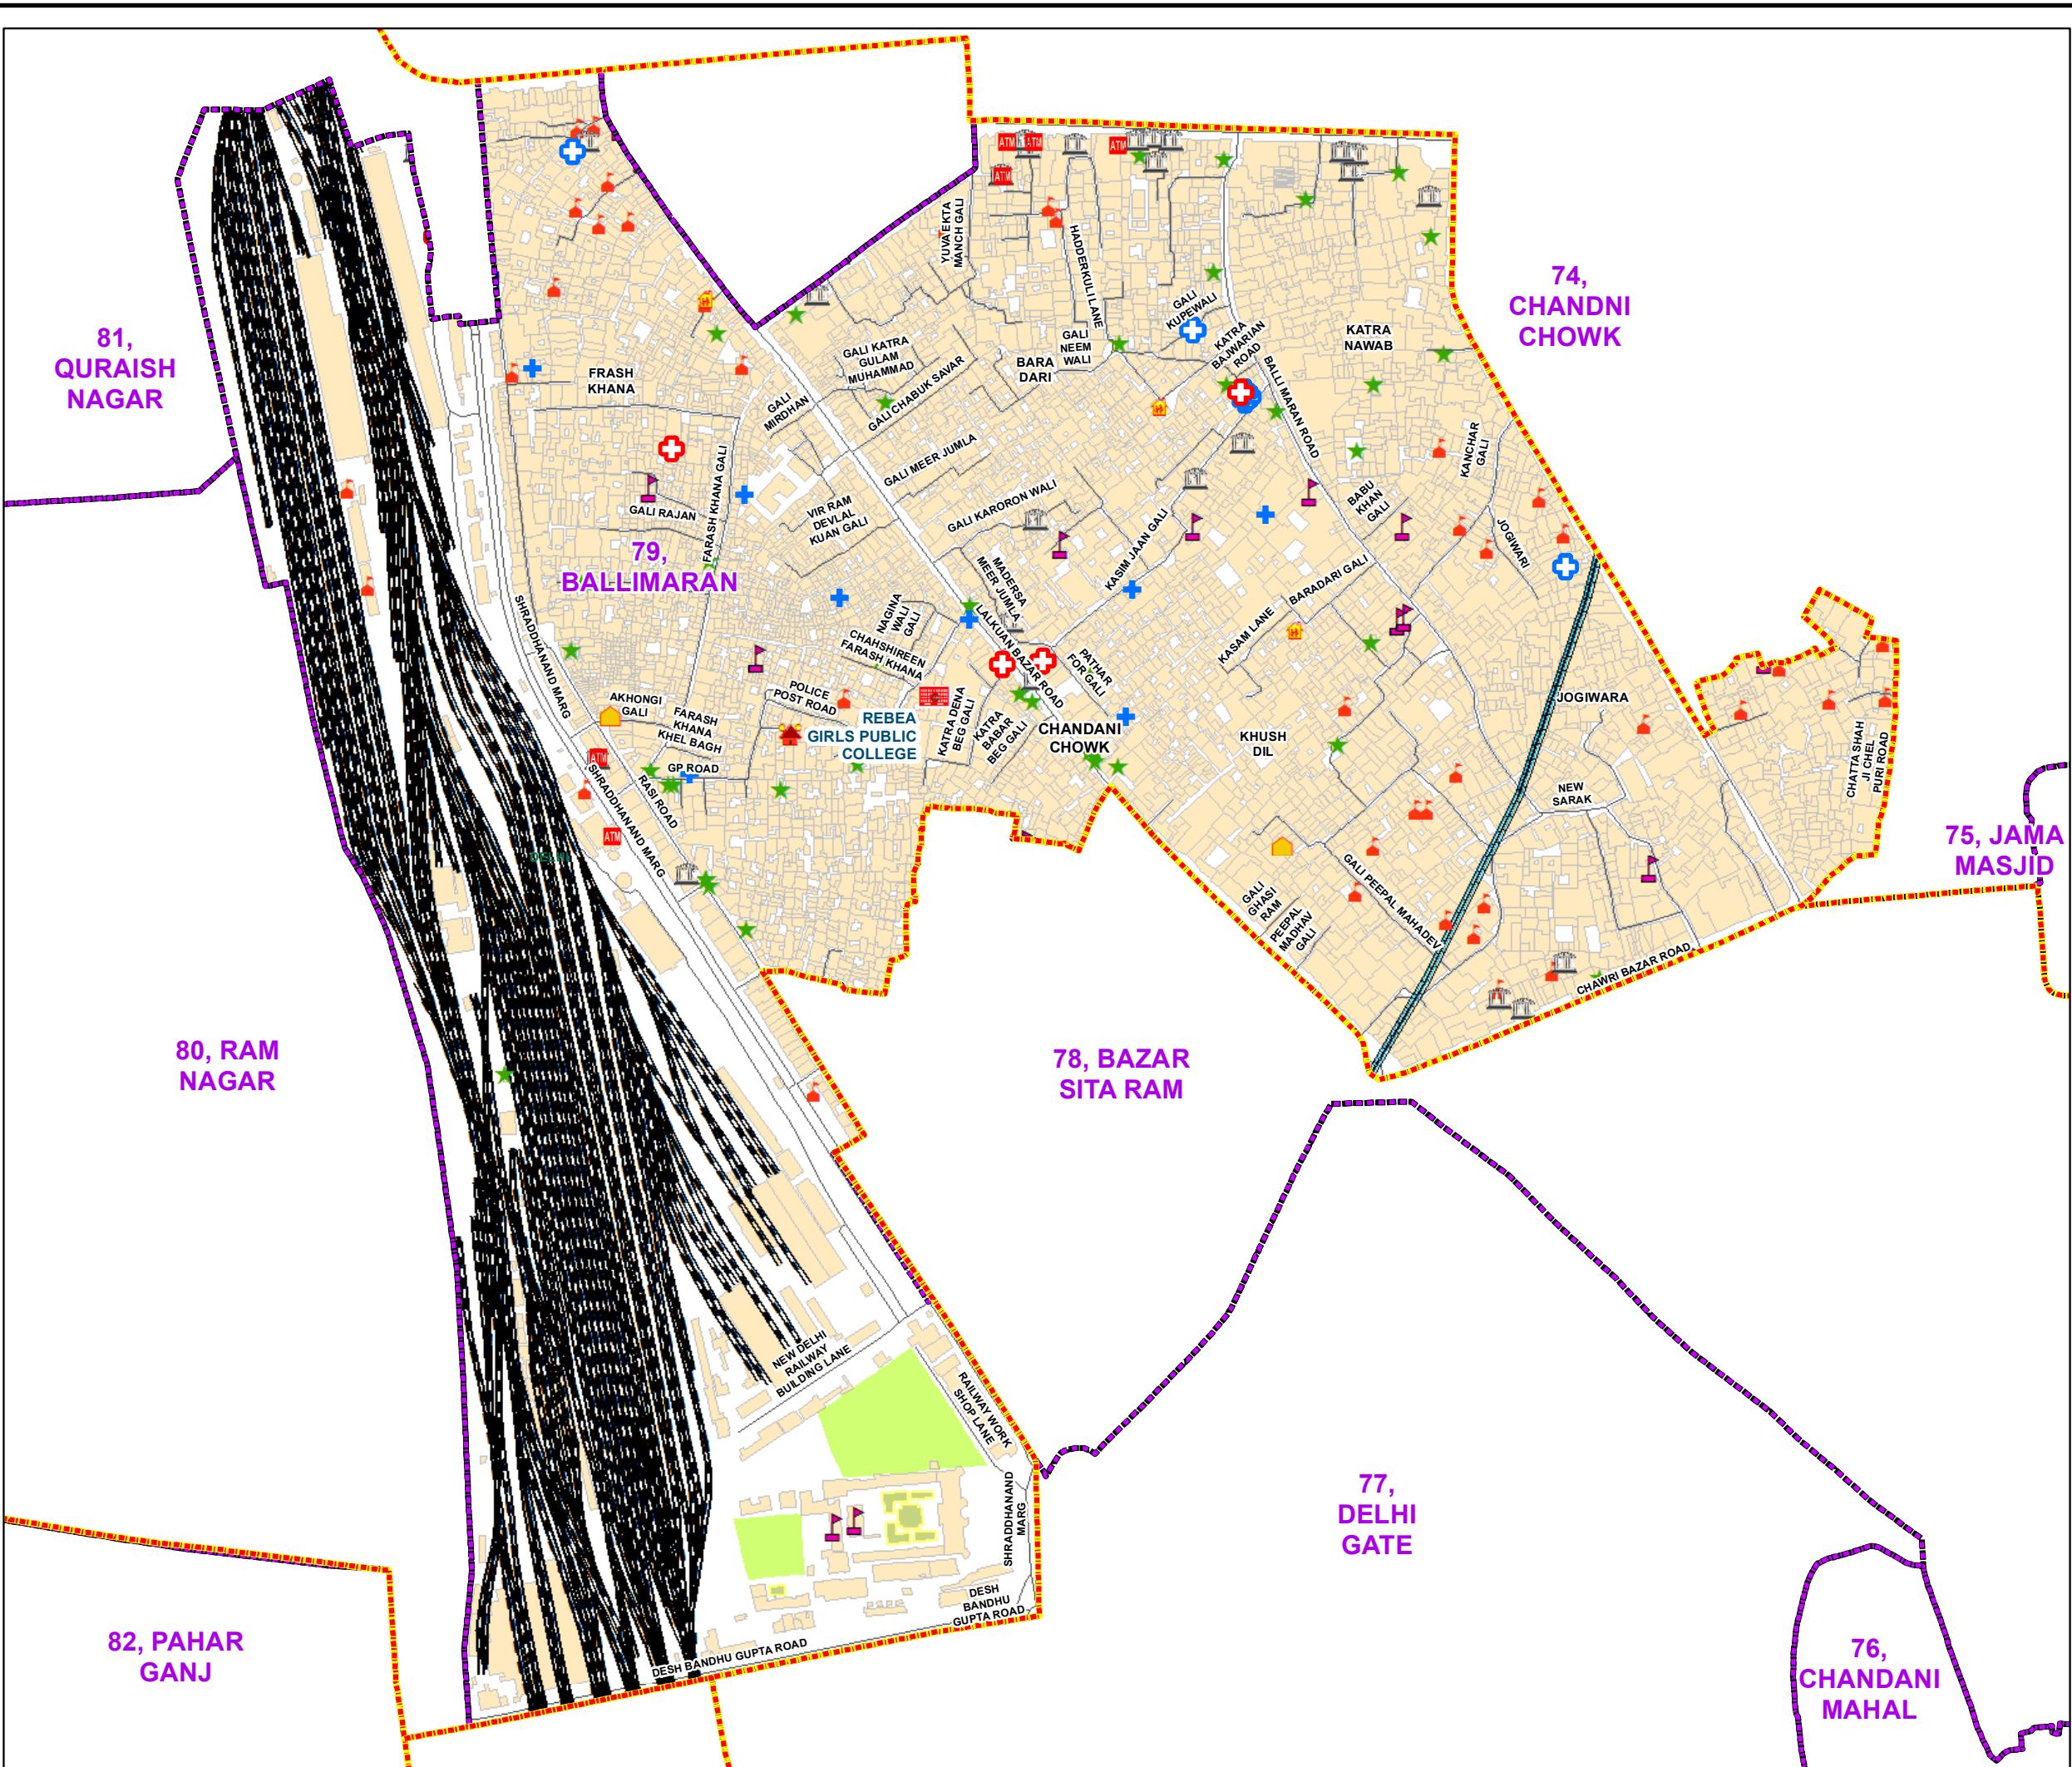 ATM
ATM
ATM
ATM
YUVA EKTA
MANCH GALI
HADDERKULI LANE
GALI
KUPEWALI
74,
CHANDNI
CHOWK
81,
QURAISH
NAGAR
KATRA
NAWAB
GALI
NEEM
WALI
KATRA
BAJWARIAN
ROAD
BARA
DARI
GALI KATRA
GULAM
MUHAMMAD
GALI CHABUK SAVAR
FRASH
KHANA
GALI
MIRDHAN
BALLI MARAN ROAD
KANCHAR
GALI
GALI MEER JUMLA
FARASH KHANA GALI
GALI RAJAN
VIR RAM
DEVLAL
KUAN GALI
GALI KARORON WALI
BABU
KHAN
GALI
JOGIWARI
KASIM JAAN GALI
79,
BALLIMARAN
MADERSA
MEER JUMLA
BARADARI GALI
KASAM LANE
NAGINA
WALI
GALI
LALKUAN BAZAR ROAD
CHAHSHIREEN
FARASH KHANA
PATHAR
FOR GALI
SHRADDHANAND MARG
AKHONGI
GALI
POLICE
POST ROAD
FARASH
KHANA
KHEL BAGH
REBEA
GIRLS PUBLIC
COLLEGE
KATRA DENA
BEG GALI
KATRA
BABAR
BEG GALI
CHANDANI
CHOWK
KHUSH
DIL
JOGIWARA
CHATTA SHAH
JI CHEL
PURI ROAD
NEW
SARAK
ATM
GP ROAD
RASI ROAD
SHRADDHANAND MARG
ATM
DELHI
75, JAMA
MASJID
GALI PEEPAL MAHADEV
GALI
GHASI
RAM
PEEPAL
MADHAV
GALI
CHAWRI BAZAR ROAD
80, RAM
NAGAR
78, BAZAR
SITA RAM
NEW DELHI
RAILWAY
BUILDING LANE
RAILWAY WORK
SHOP LANE
SHRADDHANAND
MARG
77,
DELHI
GATE
DESH
BANDHU
GUPTA ROAD
DESH BANDHU GUPTA ROAD
82, PAHAR
GANJ
76,
CHANDANI
MAHAL